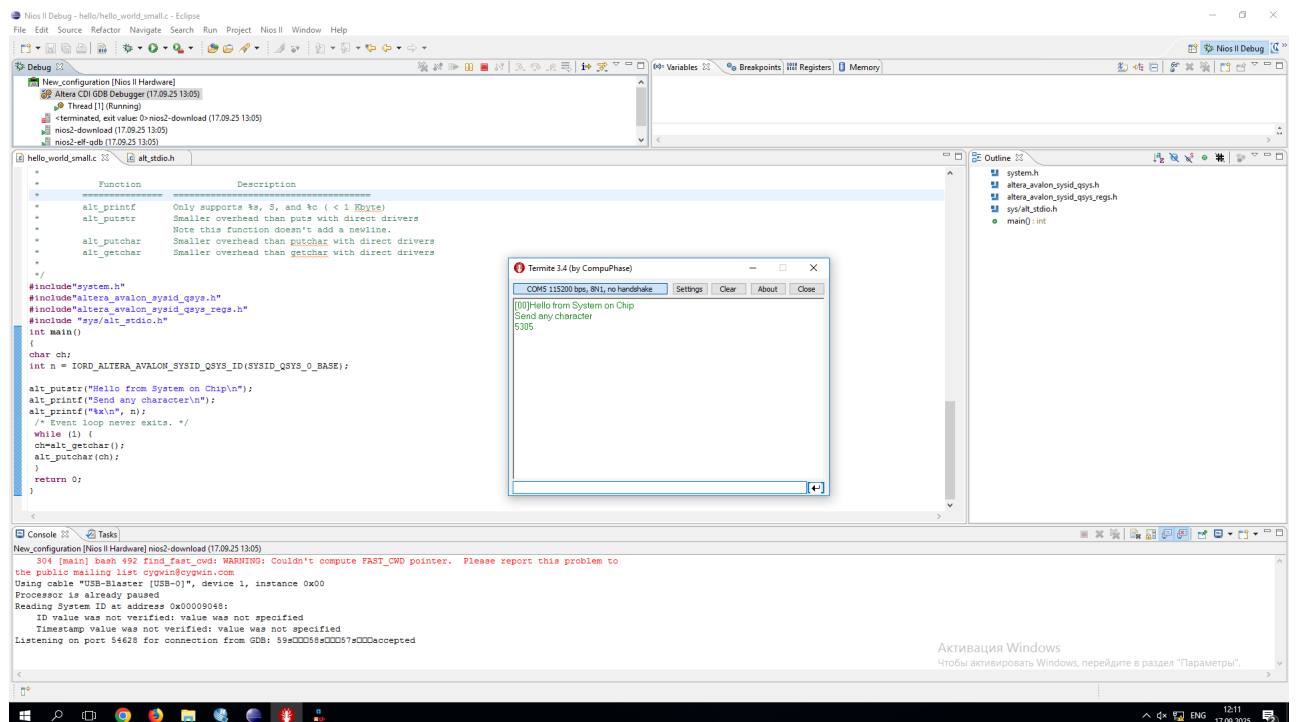 Nios II Debug - hello/hello_world_small.c - Eclipse
File Edit Source Refactor Navigate Search Run Project Nios II Window Help
Nios II Debug
Debug
New_configuration [Nios II Hardware]
Altera CDI GDB Debugger (17.09.25 13:05)
Thread [1] (Running)
<terminated, exit value: 0>nios2-download (17.09.25 13:05)
nios2-download (17.09.25 13:05)
nios2-elf-gdb (17.09.25 13:05)
Variables Breakpoints Registers Memory
hello_world_small.c alt_stdio.h
*
* Function Description
* =============== =====================================
* alt_printf Only supports %s, S, and %c ( < 1 Kbyte)
* alt_putstr Smaller overhead than puts with direct drivers
* Note this function doesn't add a newline.
* alt_putchar Smaller overhead than putchar with direct drivers
* alt_getchar Smaller overhead than getchar with direct drivers
*
*/
#include"system.h"
#include"altera_avalon_sysid_qsys.h"
#include"altera_avalon_sysid_qsys_regs.h"
#include "sys/alt_stdio.h"
int main()
{
char ch;
int n = IORD_ALTERA_AVALON_SYSID_QSYS_ID(SYSID_QSYS_0_BASE);
alt_putstr("Hello from System on Chip\n");
alt_printf("Send any character\n");
alt_printf("%x\n", n);
/* Event loop never exits. */
while (1) {
ch=alt_getchar();
alt_putchar(ch);
}
return 0;
}
Termite 3.4 (by CompuPhase)
COM5 115200 bps, 8N1, no handshake Settings Clear About Close
[00]Hello from System on Chip
Send any character
5305
Outline
system.h
altera_avalon_sysid_qsys.h
altera_avalon_sysid_qsys_regs.h
sys/alt_stdio.h
main() : int
Console Tasks
New_configuration [Nios II Hardware] nios2-download (17.09.25 13:05)
304 [main] bash 492 find_fast_cwd: WARNING: Couldn't compute FAST_CWD pointer. Please report this problem to
the public mailing list cygwin@cygwin.com
Using cable "USB-Blaster [USB-0]", device 1, instance 0x00
Processor is already paused
Reading System ID at address 0x00009048:
ID value was not verified: value was not specified
Timestamp value was not verified: value was not specified
Listening on port 54628 for connection from GDB: 59s□□□58s□□□57s□□□accepted
Активация Windows
Чтобы активировать Windows, перейдите в раздел "Параметры".
ENG
12:11
17.09.2025